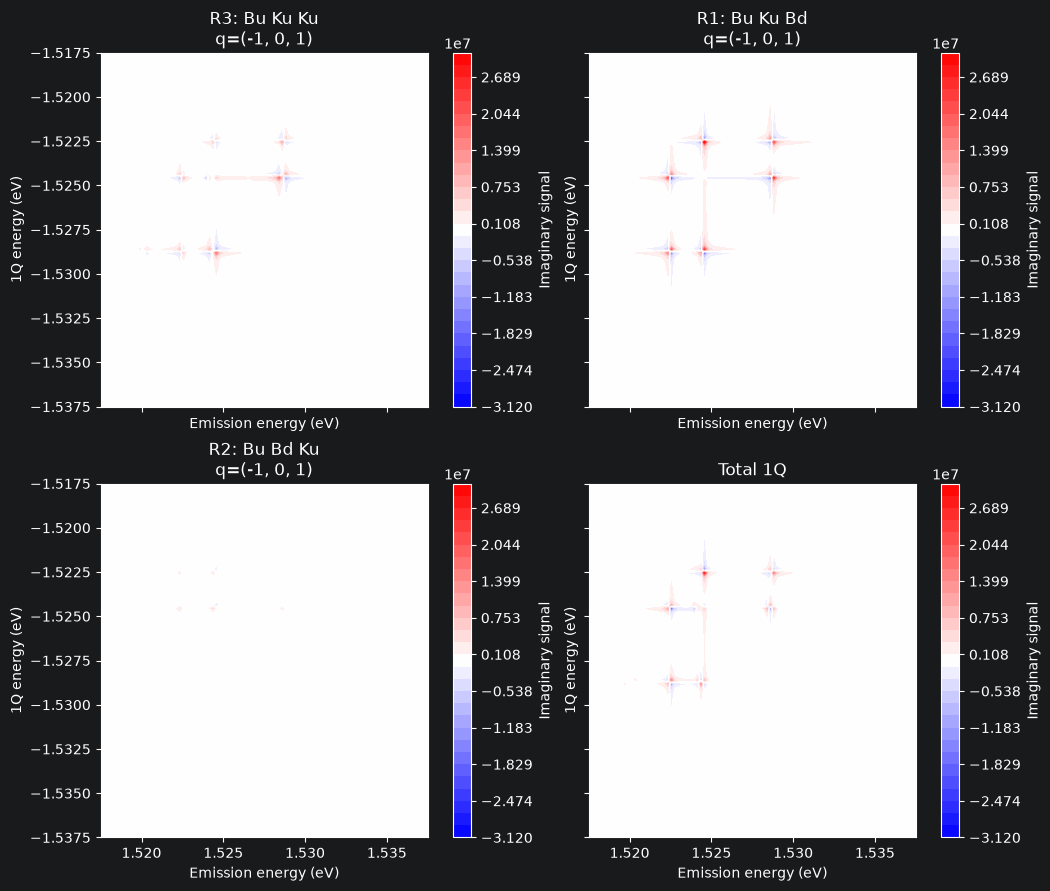 R3: Bu Ku Ku
q=(-1, 0, 1)
1e7
−1.5175
−1.5200
−1.5225
−1.5250
−1.5275
−1.5300
−1.5325
−1.5350
−1.5375
1Q energy (eV)
Emission energy (eV)
2.689
2.044
1.399
0.753
0.108
−0.538
−1.183
−1.829
−2.474
−3.120
Imaginary signal
R1: Bu Ku Bd
q=(-1, 0, 1)
1e7
1Q energy (eV)
Emission energy (eV)
2.689
2.044
1.399
0.753
0.108
−0.538
−1.183
−1.829
−2.474
−3.120
Imaginary signal
R2: Bu Bd Ku
q=(-1, 0, 1)
1e7
−1.5175
−1.5200
−1.5225
−1.5250
−1.5275
−1.5300
−1.5325
−1.5350
−1.5375
1Q energy (eV)
1.520
1.525
1.530
1.535
Emission energy (eV)
2.689
2.044
1.399
0.753
0.108
−0.538
−1.183
−1.829
−2.474
−3.120
Imaginary signal
Total 1Q
1e7
1Q energy (eV)
1.520
1.525
1.530
1.535
Emission energy (eV)
2.689
2.044
1.399
0.753
0.108
−0.538
−1.183
−1.829
−2.474
−3.120
Imaginary signal